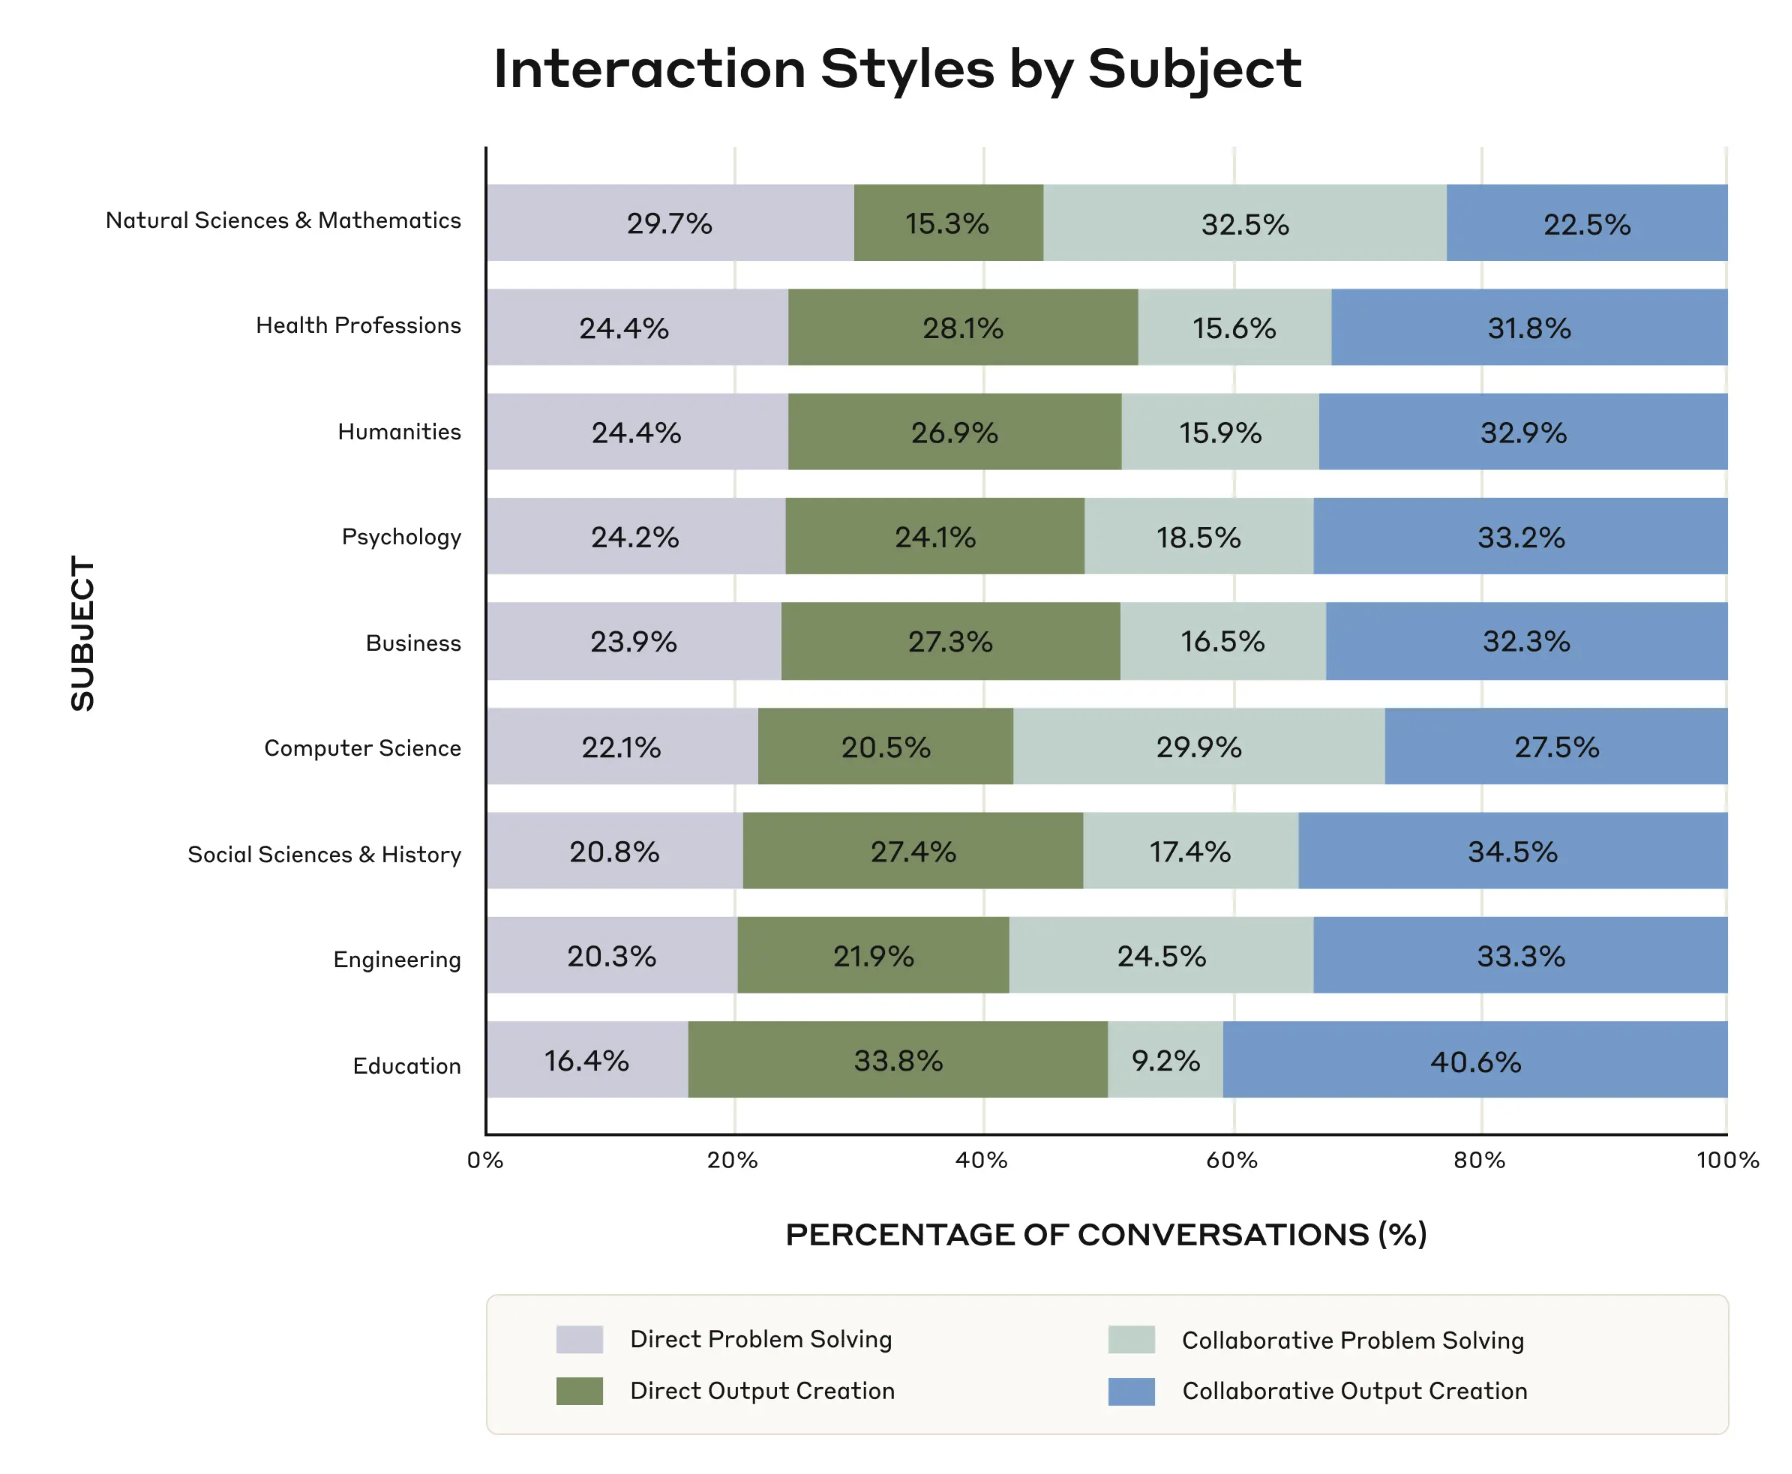 Interaction Styles by Subject
SUBJECT
Natural Sciences & Mathematics 29.7% 15.3% 32.5% 22.5%
Health Professions 24.4% 28.1% 15.6% 31.8%
Humanities 24.4% 26.9% 15.9% 32.9%
Psychology 24.2% 24.1% 18.5% 33.2%
Business 23.9% 27.3% 16.5% 32.3%
Computer Science 22.1% 20.5% 29.9% 27.5%
Social Sciences & History 20.8% 27.4% 17.4% 34.5%
Engineering 20.3% 21.9% 24.5% 33.3%
Education 16.4% 33.8% 9.2% 40.6%
0% 20% 40% 60% 80% 100%
PERCENTAGE OF CONVERSATIONS (%)
Direct Problem Solving Collaborative Problem Solving
Direct Output Creation Collaborative Output Creation